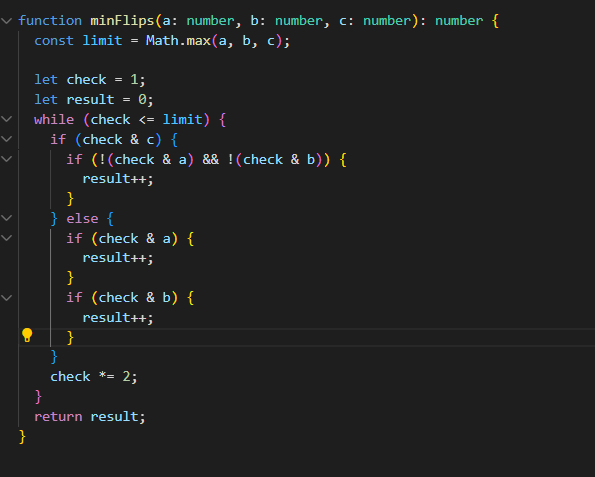 function minFlips(a: number, b: number, c: number): number {
  const limit = Math.max(a, b, c);

  let check = 1;
  let result = 0;
  while (check <= limit) {
    if (check & c) {
      if (!(check & a) && !(check & b)) {
        result++;
      }
    } else {
      if (check & a) {
        result++;
      }
      if (check & b) {
        result++;
      }
    }
    check *= 2;
  }
  return result;
}